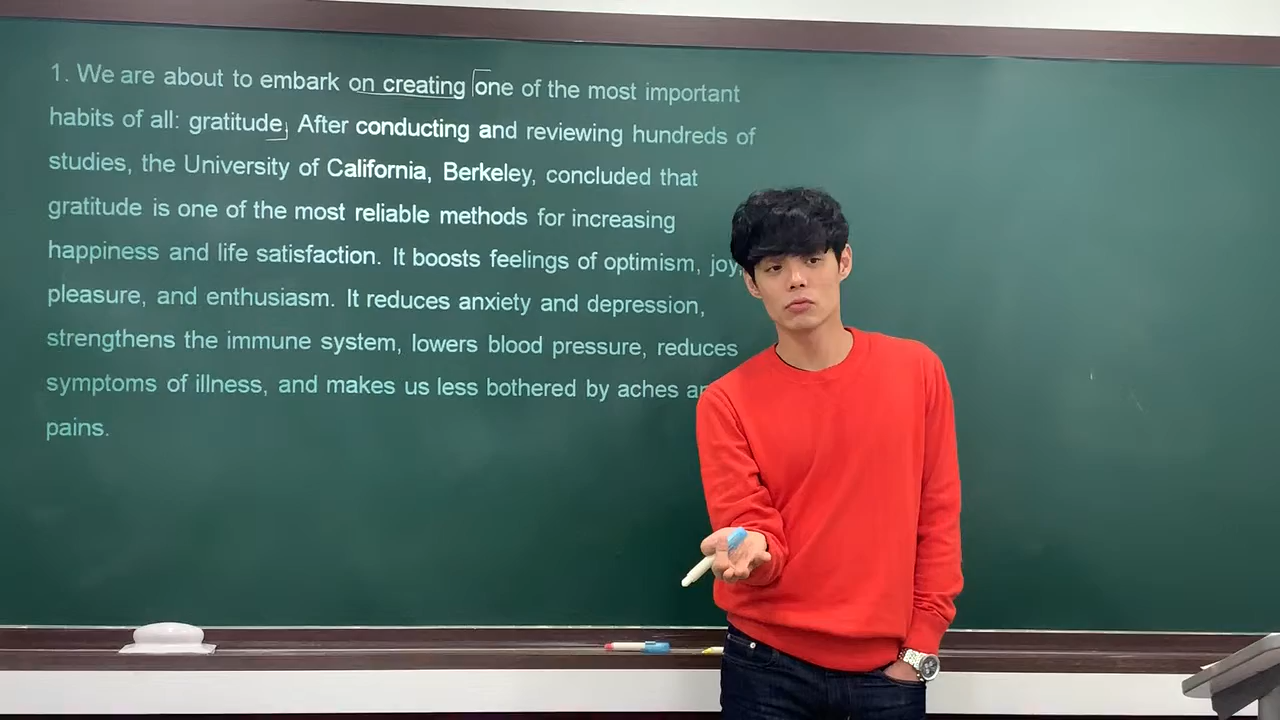 1. We are about to embark on creating one of the most important
habits of all: gratitude. After conducting and reviewing hundreds of
studies, the University of California, Berkeley, concluded that
gratitude is one of the most reliable methods for increasing
happiness and life satisfaction. It boosts feelings of optimism, joy,
pleasure, and enthusiasm. It reduces anxiety and depression,
strengthens the immune system, lowers blood pressure, reduces
symptoms of illness, and makes us less bothered by aches
pains.